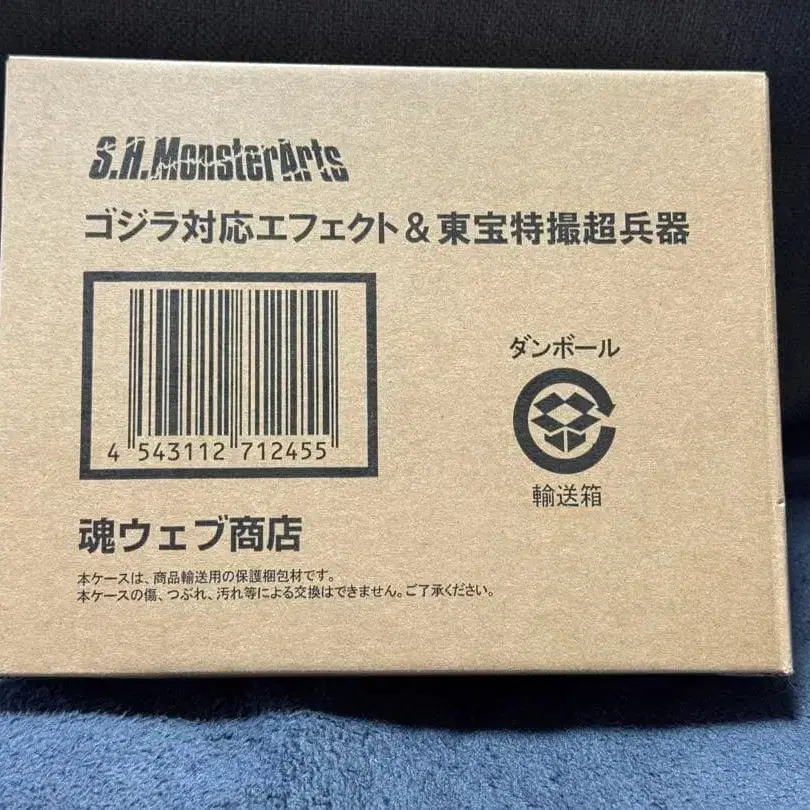 S.H.MonsterArts
ゴジラ対応エフェクト＆東宝特撮超兵器
ダンボール
4 543112 712455
輸送箱
魂ウェブ商店
本ケースは、商品輸送用の保護梱包材です。
本ケースの傷、つぶれ、汚れ等による交換はできません。ご了承ください。